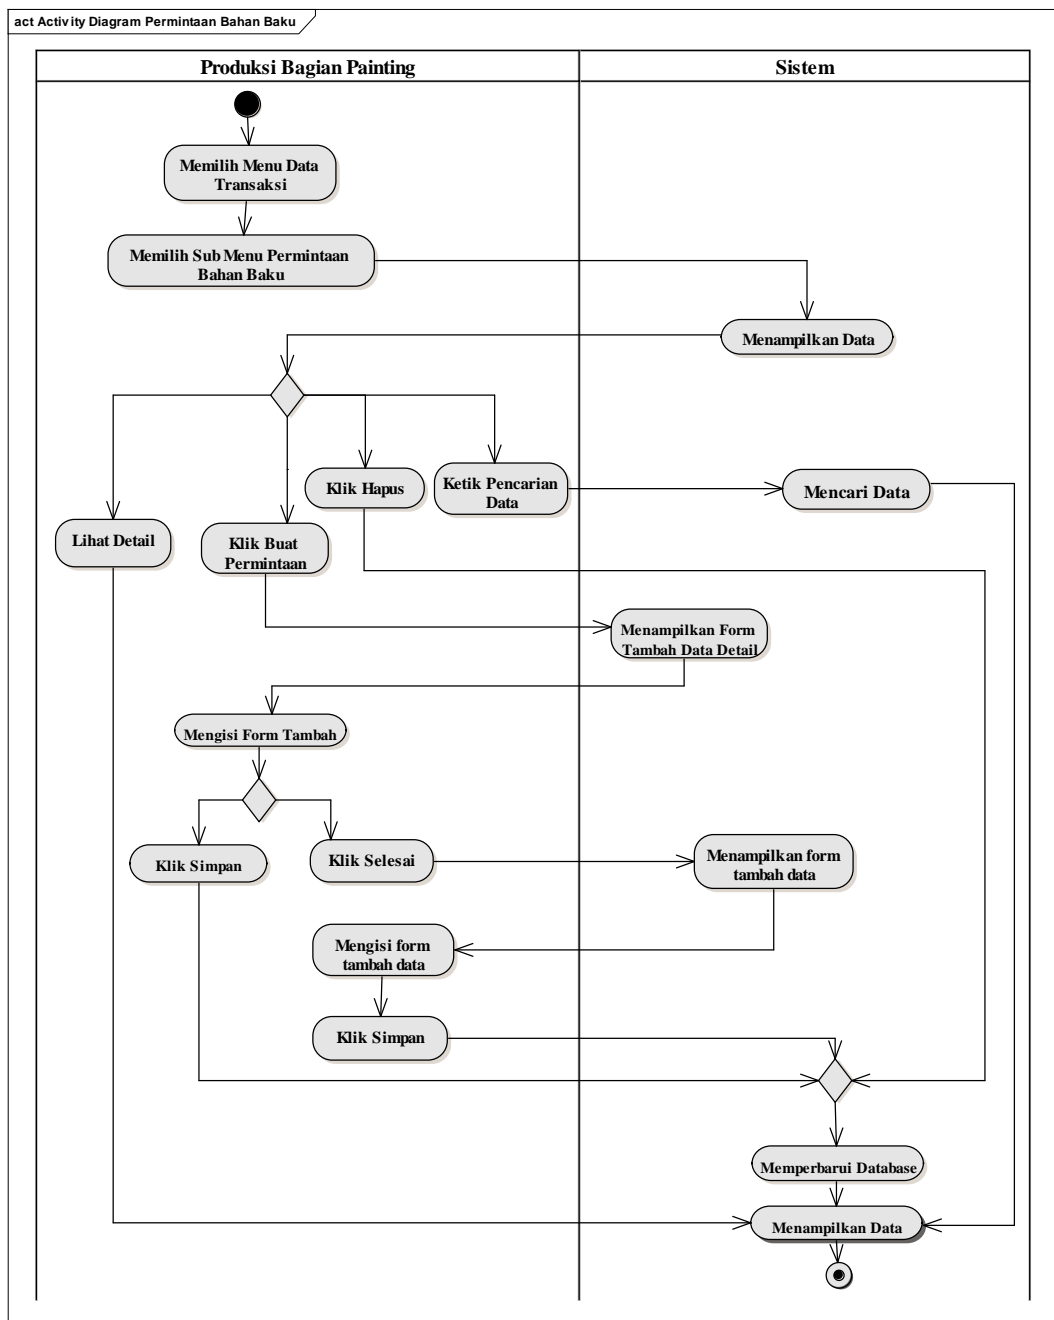 act Activity Diagram Permintaan Bahan Baku
Produksi Bagian Painting
Sistem
Memilih Menu Data
Transaksi
Memilih Sub Menu Permintaan
Bahan Baku
Menampilkan Data
Klik Hapus
Ketik Pencarian
Data
Mencari Data
Lihat Detail
Klik Buat
Permintaan
Menampilkan Form
Tambah Data Detail
Mengisi Form Tambah
Klik Simpan
Klik Selesai
Menampilkan form
tambah data
Mengisi form
tambah data
Klik Simpan
Memperbarui Database
Menampilkan Data